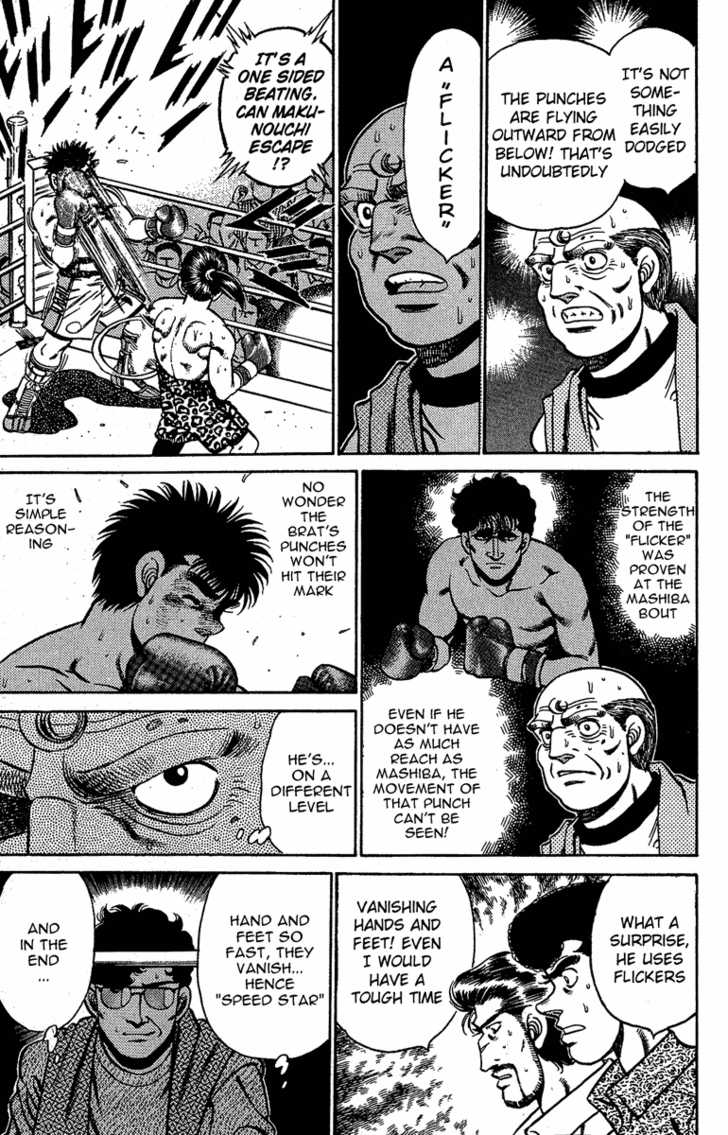 IT'S NOT
SOME-
THING
EASILY
DODGED
THE PUNCHES
ARE FLYING
OUTWARD FROM
BELOW! THAT'S
UNDOUBTEDLY
A "FLICKER"
IT'S A
ONE SIDED
BEATING.
CAN MAKU-
NOUCHI
ESCAPE
!?
THE
STRENGTH
OF THE
"FLICKER"
WAS
PROVEN
AT THE
MASHIBA
BOUT
EVEN IF HE
DOESN'T HAVE
AS MUCH
REACH AS
MASHIBA, THE
MOVEMENT OF
THAT PUNCH
CAN'T BE
SEEN!
NO
WONDER
THE
BRAT'S
PUNCHES
WON'T
HIT THEIR
MARK
IT'S
SIMPLE
REASON-
ING
HE'S...
ON A
DIFFERENT
LEVEL
WHAT A
SURPRISE,
HE USES
FLICKERS
VANISHING
HANDS AND
FEET! EVEN
I WOULD
HAVE A
TOUGH TIME
HAND AND
FEET SO
FAST, THEY
VANISH...
HENCE
"SPEED STAR"
AND
IN THE
END
...